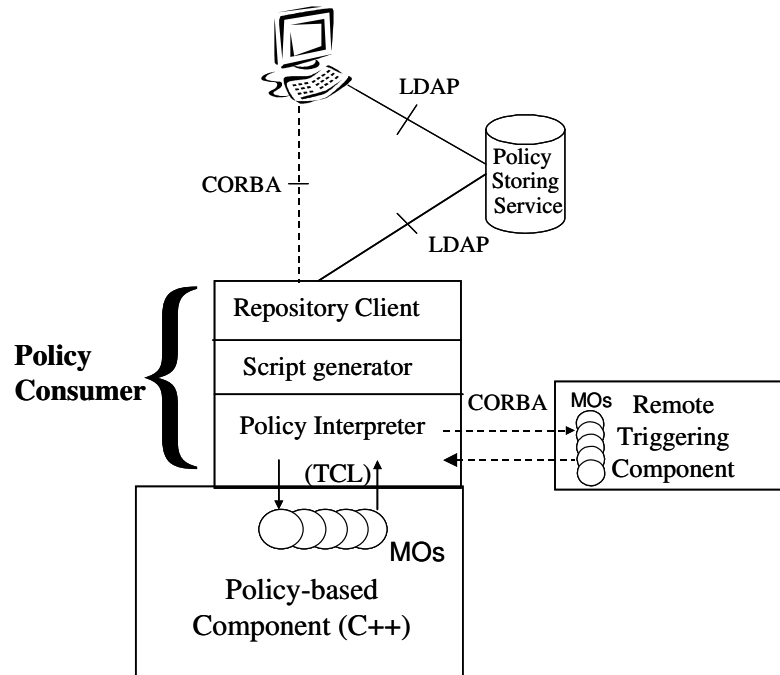 LDAP
Policy
Storing
Service
CORBA
LDAP
Repository Client
Policy
Consumer
Script generator
CORBA
Policy Interpreter
(TCL)
MOs
Remote
Triggering
Component
MOs
Policy-based
Component (C++)